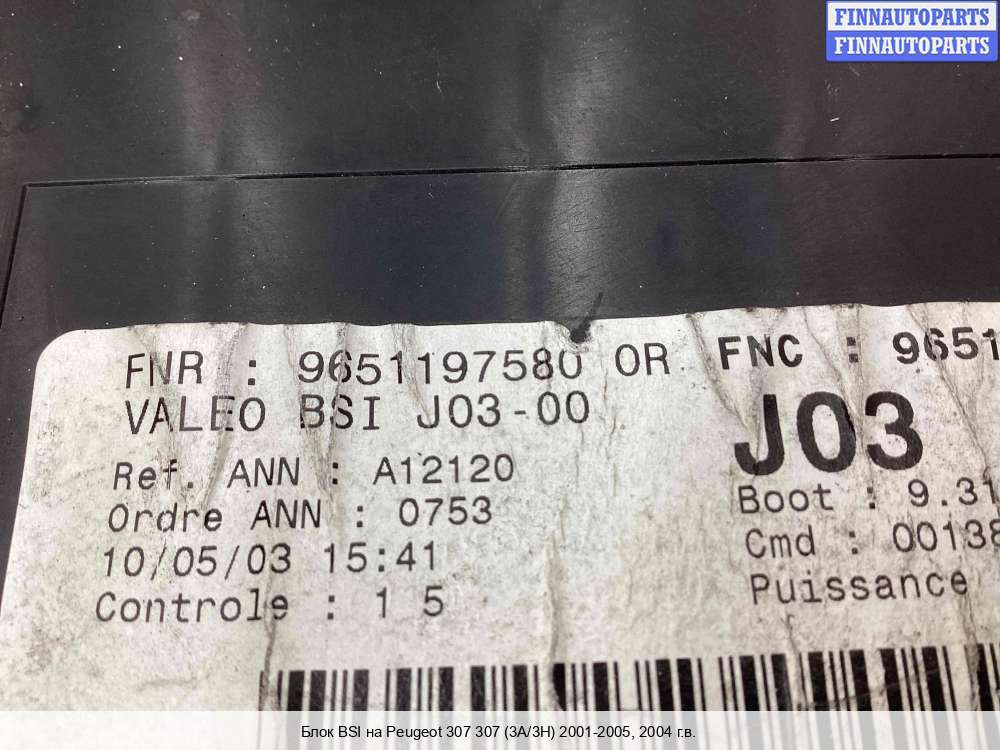 FINNAUTOPARTS
FINNAUTOPARTS
FNR : 9651197580 OR FNC : 9651
VALEO BSI J03-00
J03
Ref. ANN : A12120
Boot : 9.31
Ordre ANN : 0753
Cmd : 00138
10/05/03 15:41
Puissance
Controle : 1 5
Блок BSI на Peugeot 307 307 (3A/3H) 2001-2005, 2004 г.в.